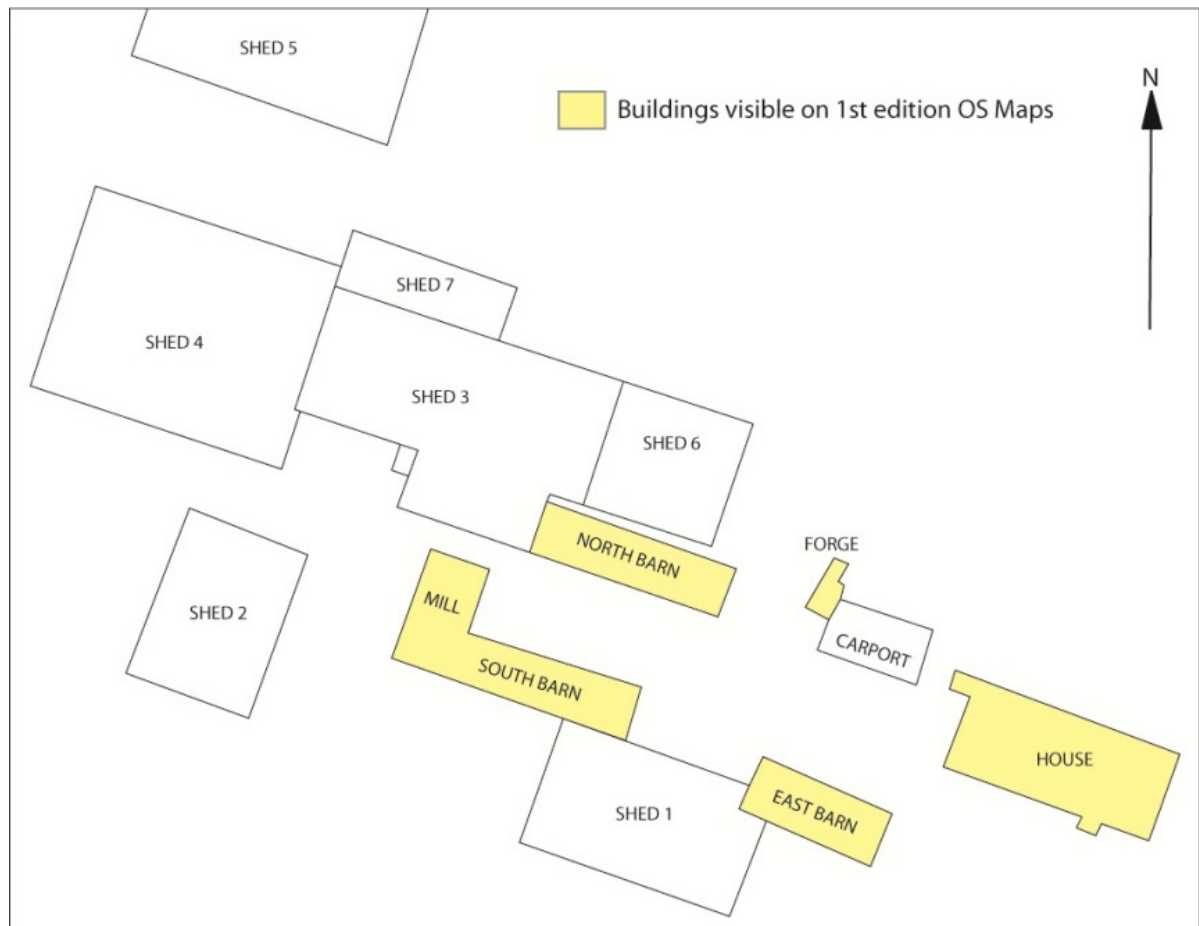 SHED 5
N
Buildings visible on 1st edition OS Maps
SHED 7
SHED 4
SHED 3
SHED 6
FORGE
NORTH BARN
MILL
SHED 2
CARPORT
SOUTH BARN
HOUSE
EAST BARN
SHED 1